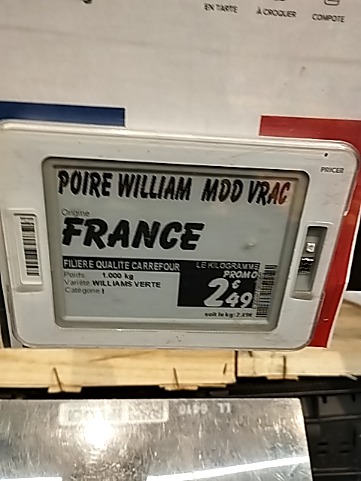 EN TARTE À CROQUER COMPOTE
PRICER
POIRE WILLIAM MDD VRAC
Origine
FRANCE
FILIERE QUALITE CARREFOUR
LE KILOGRAMME
Poids 1.000 kg
PROMO
Variété WILLIAMS VERTE
Catégorie I
2€49
soit le kg: 2.49€